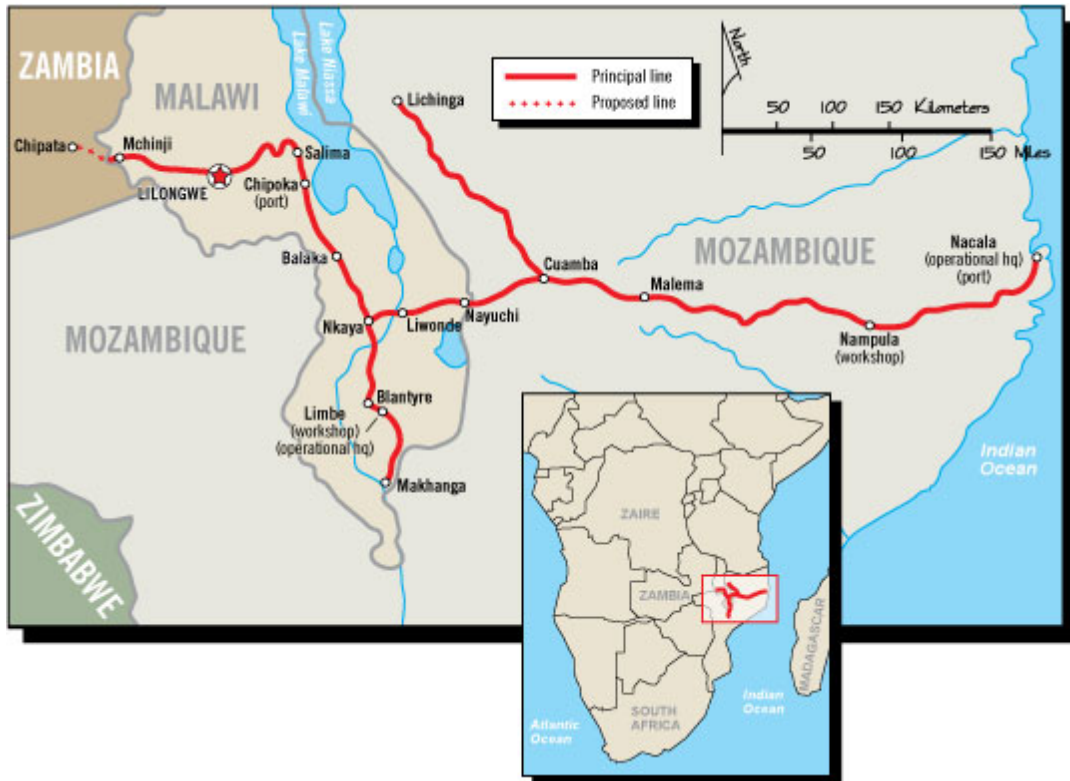 ZAMBIA
MALAWI
Lake Malawi
Lake Niassa
Lichinga
Principal line
Proposed line
North
50 100 150 Kilometers
50 100 150 Miles
Chipata
Mchinji
LILONGWE
Salima
Chipoka
(port)
Balaka
Cuamba
Malema
MOZAMBIQUE
Nacala
(operational hq)
(port)
MOZAMBIQUE
Nkaya
Liwonde
Nayuchi
Nampula
(workshop)
Blantyre
Limbe
(workshop)
(operational hq)
Makhanga
Indian
Ocean
ZIMBABWE
ZAIRE
ZAMBIA
MADAGASCAR
SOUTH
AFRICA
Indian
Ocean
Atlantic
Ocean